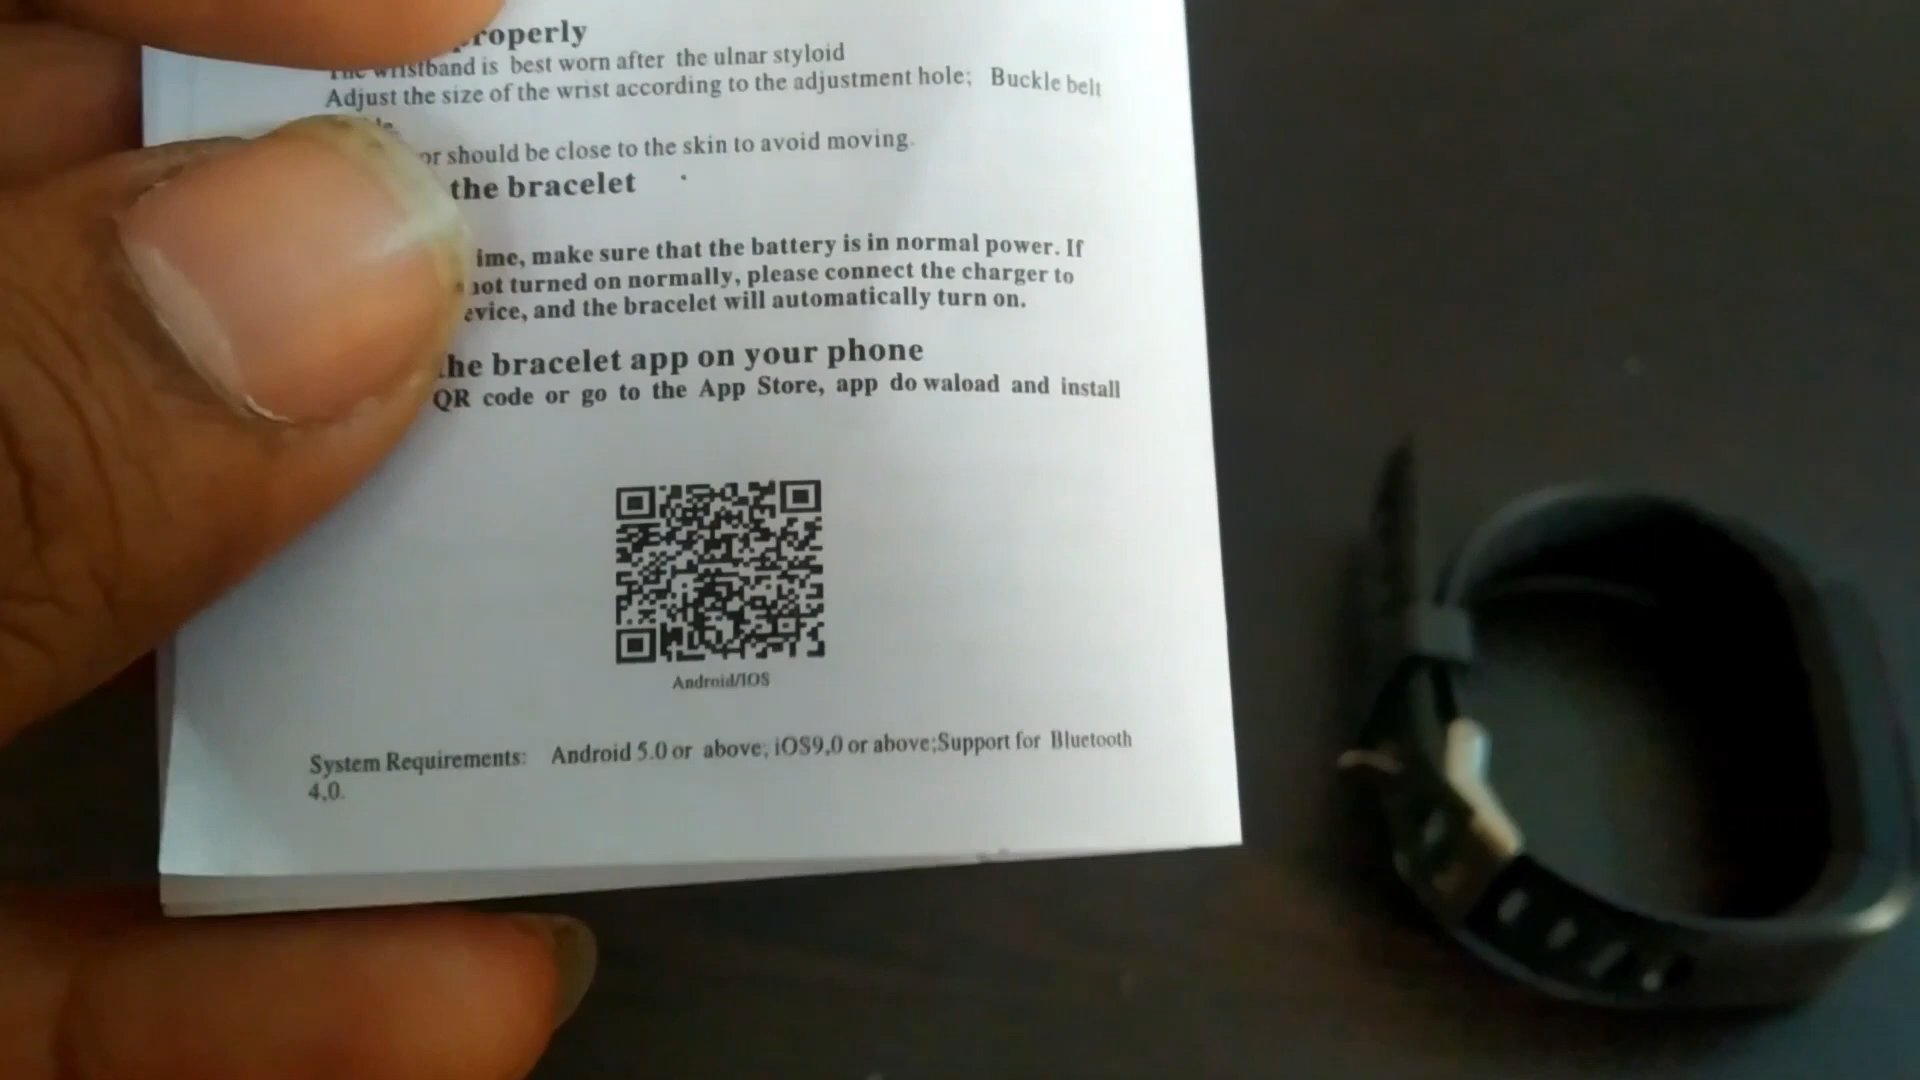 properly
The wristband is best worn after the ulnar styloid
Adjust the size of the wrist according to the adjustment hole; Buckle belt
or should be close to the skin to avoid moving.
the bracelet
ime, make sure that the battery is in normal power. If
not turned on normally, please connect the charger to
evice, and the bracelet will automatically turn on.
he bracelet app on your phone
QR code or go to the App Store, app do waload and install
Android/IOS
System Requirements: Android 5.0 or above; iOS9,0 or above;Support for Bluetooth
4,0.